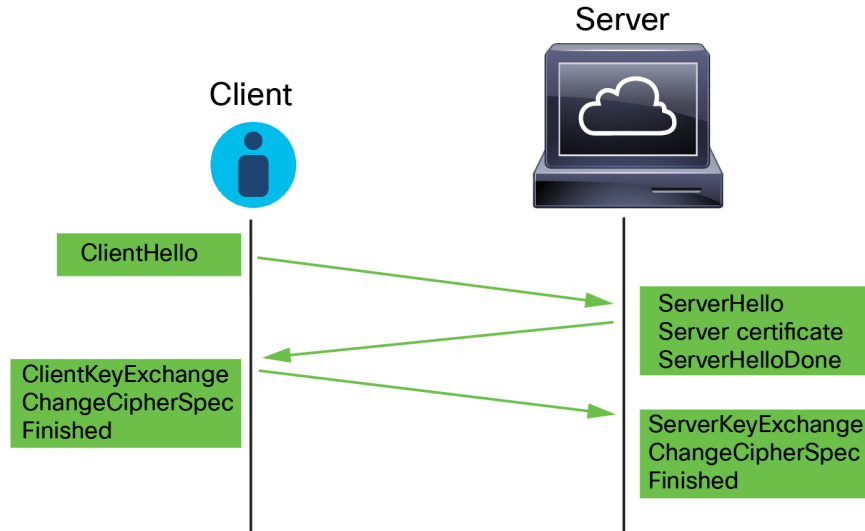 Server
Client
ClientHello
ServerHello
Server certificate
ServerHelloDone
ClientKeyExchange
ChangeCipherSpec
Finished
ServerKeyExchange
ChangeCipherSpec
Finished